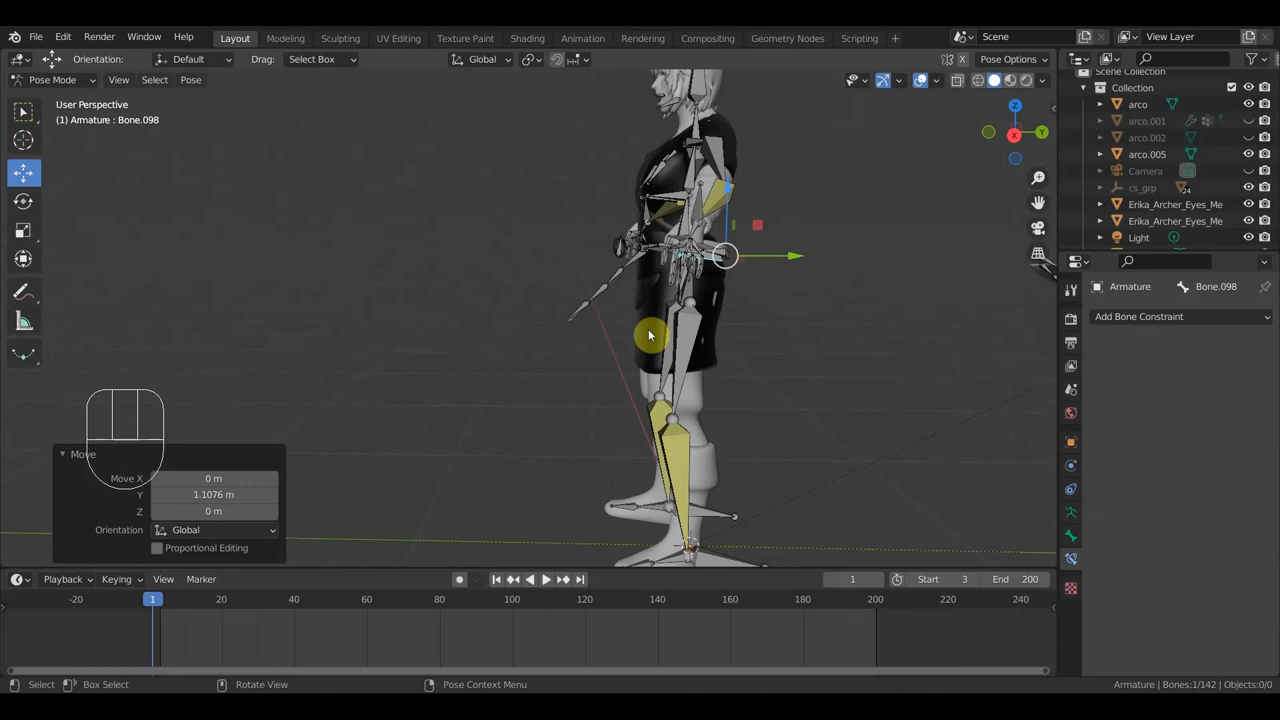 File Edit Render Window Help Layout Modeling Sculpting UV Editing Texture Paint Shading Animation Rendering Compositing Geometry Nodes Scripting + Scene View Layer
Orientation: Default Drag: Select Box Global Pose Options
Pose Mode View Select Pose
Scene Collection
Collection
User Perspective
(1) Armature : Bone.098
arco
arco.001
arco.002
arco.005
Camera
cs_grp 24
Erika_Archer_Eyes_Me
Erika_Archer_Eyes_Me
Light
Z
Y
X
Armature Bone.098
Add Bone Constraint
Move
Move X 0 m
Y 1.1076 m
Z 0 m
Orientation Global
Proportional Editing
Playback Keying View Marker 1 Start 3 End 200
-20 1 20 40 60 80 100 120 140 160 180 200 220 240
Select Box Select Rotate View Pose Context Menu Armature | Bones:1/142 | Objects:0/0